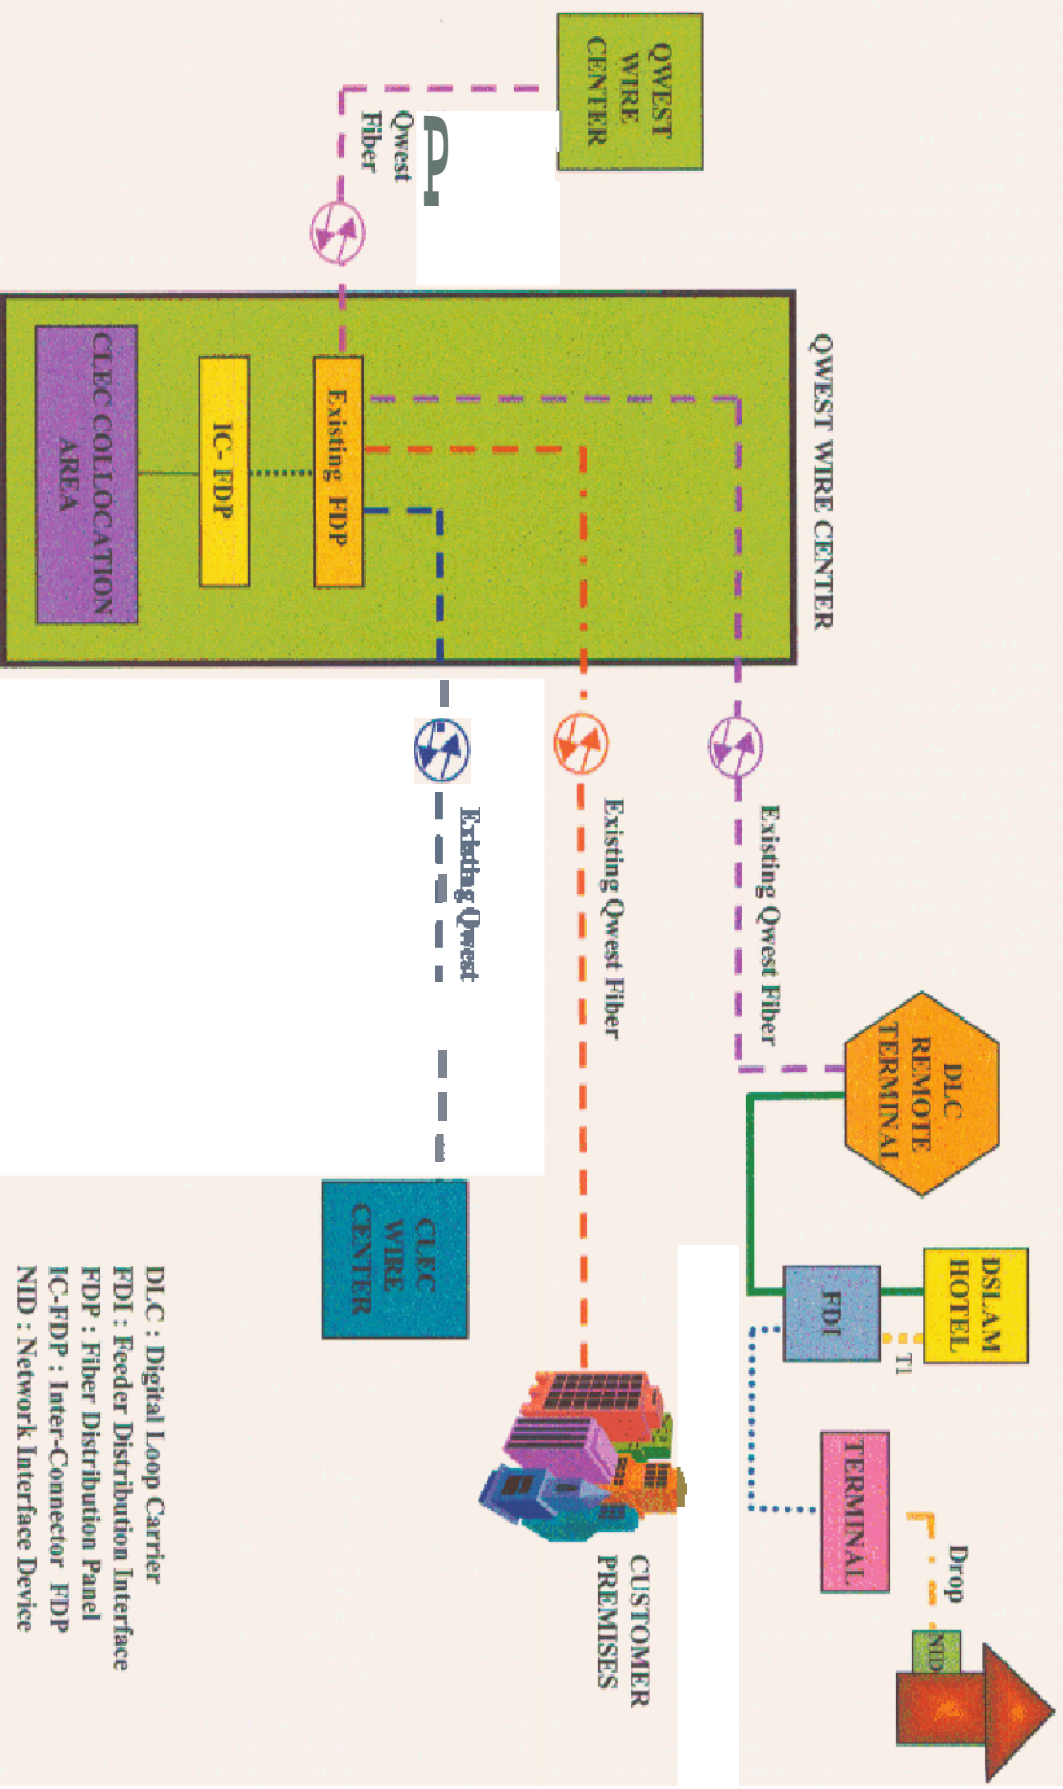 QWEST
WIRE
CENTER
Qwest
Fiber
QWEST WIRE CENTER
Existing FDP
IC- FDP
CLEC COLLOCATION
AREA
Existing Qwest Fiber
Existing Qwest Fiber
Existing Qwest
DLC
REMOTE
TERMINAL
DSLAM
HOTEL
T1
FDI
TERMINAL
Drop
NID
CLEC
WIRE
CENTER
CUSTOMER
PREMISES
DLC : Digital Loop Carrier
FDI : Feeder Distribution Interface
FDP : Fiber Distribution Panel
IC-FDP : Inter-Connector FDP
NID : Network Interface Device